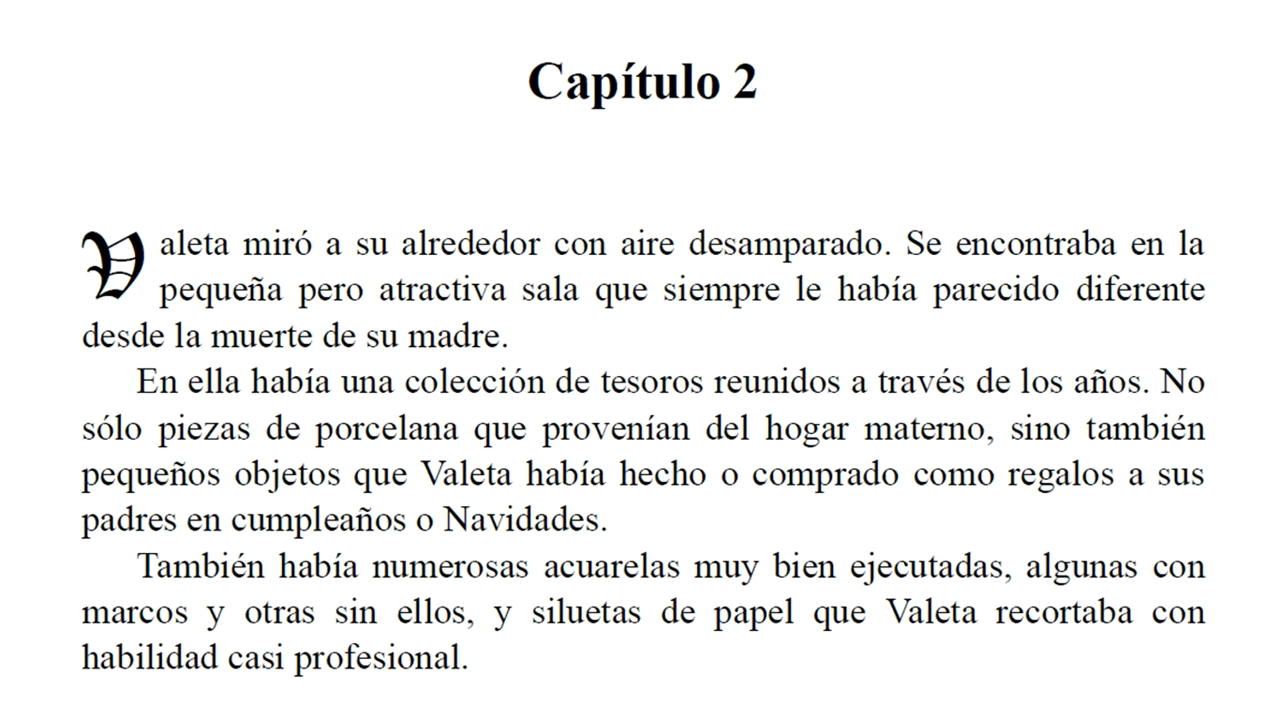 Capítulo 2
Valeta miró a su alrededor con aire desamparado. Se encontraba en la
pequeña pero atractiva sala que siempre le había parecido diferente
desde la muerte de su madre.
En ella había una colección de tesoros reunidos a través de los años. No
sólo piezas de porcelana que provenían del hogar materno, sino también
pequeños objetos que Valeta había hecho o comprado como regalos a sus
padres en cumpleaños o Navidades.
También había numerosas acuarelas muy bien ejecutadas, algunas con
marcos y otras sin ellos, y siluetas de papel que Valeta recortaba con
habilidad casi profesional.